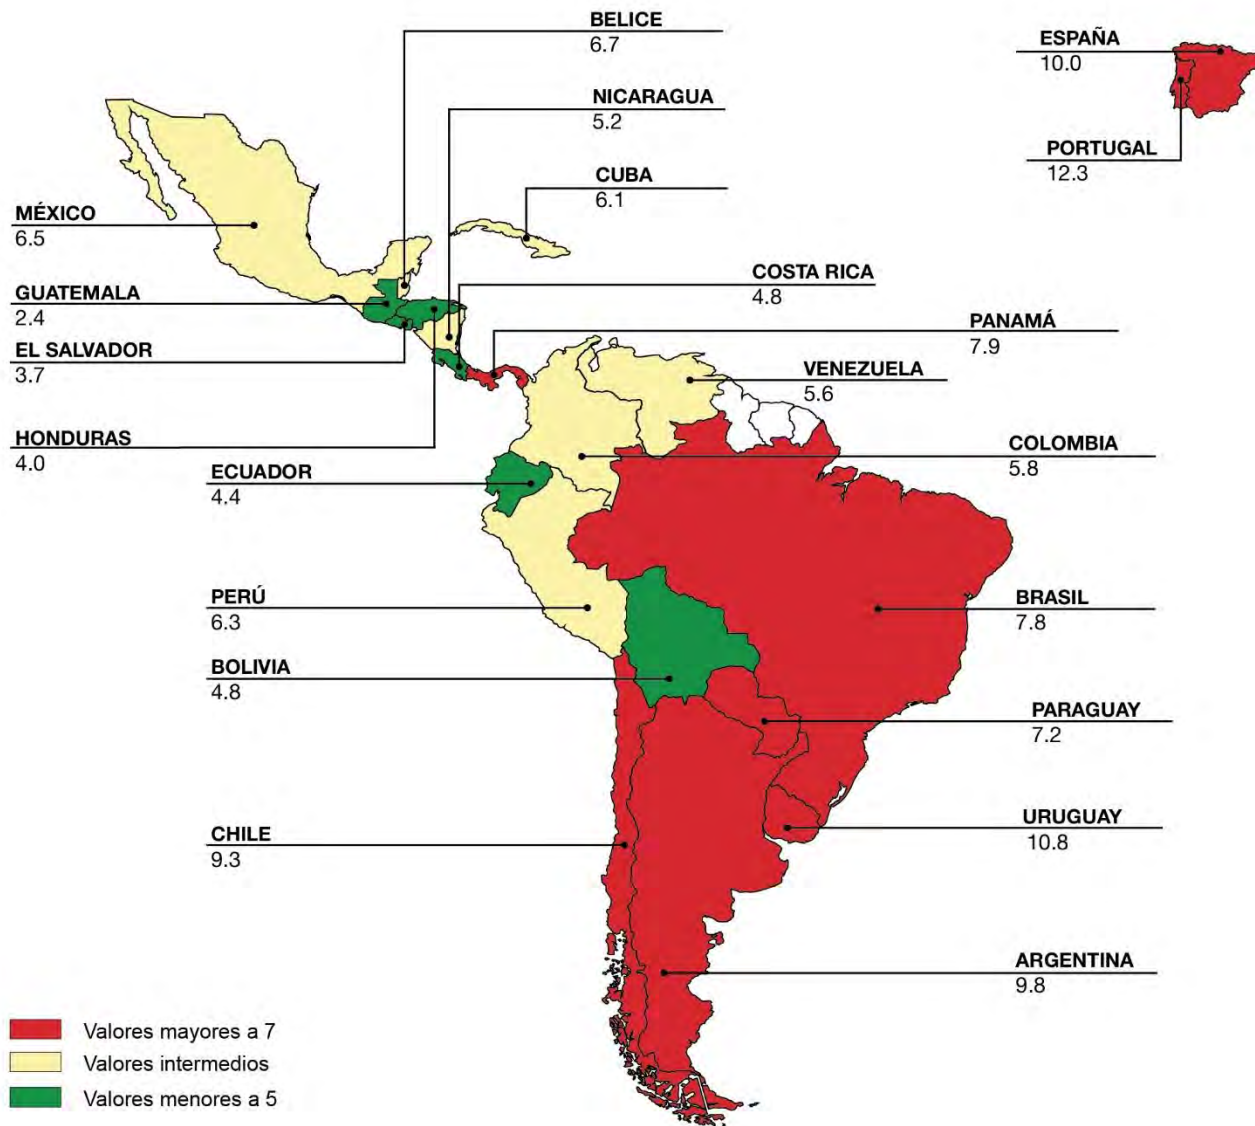 BELICE
6.7
ESPAÑA
10.0
NICARAGUA
5.2
PORTUGAL
12.3
CUBA
6.1
MÉXICO
6.5
COSTA RICA
4.8
GUATEMALA
2.4
PANAMÁ
7.9
EL SALVADOR
3.7
VENEZUELA
5.6
HONDURAS
4.0
COLOMBIA
5.8
ECUADOR
4.4
PERÚ
6.3
BRASIL
7.8
BOLIVIA
4.8
PARAGUAY
7.2
CHILE
9.3
URUGUAY
10.8
ARGENTINA
9.8
Valores mayores a 7
Valores intermedios
Valores menores a 5